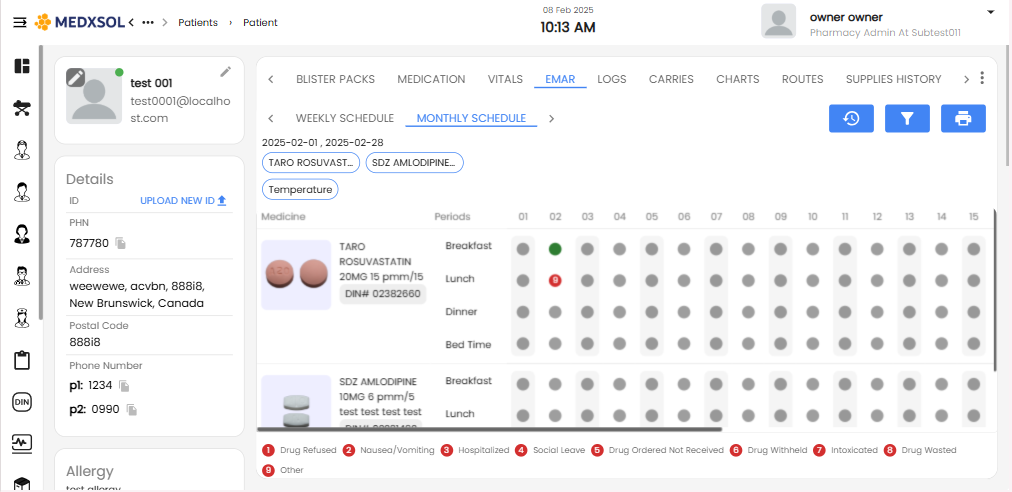 MEDXSOL
Patients
Patient
08 Feb 2025
10:13 AM
owner owner
Pharmacy Admin At Subtest011
test 001
test0001@localho
st.com
Details
ID
UPLOAD NEW ID
PHN
787780
Address
weewewe, acvbn, 888i8,
New Brunswick, Canada
Postal Code
888i8
Phone Number
p1: 1234
p2: 0990
Allergy
test allergy
DIN
BLISTER PACKS MEDICATION VITALS EMAR LOGS CARRIES CHARTS ROUTES SUPPLIES HISTORY
WEEKLY SCHEDULE MONTHLY SCHEDULE
2025-02-01 , 2025-02-28
TARO ROSUVAST... SDZ AMLODIPINE...
Temperature
Medicine Periods 01 02 03 04 05 06 07 08 09 10 11 12 13 14 15
TARO
ROSUVASTATIN
20MG 15 pmm/15
DIN# 02382660
Breakfast
Lunch 9
Dinner
Bed Time
SDZ AMLODIPINE
10MG 6 pmm/5
test test test test
Breakfast
Lunch
1 Drug Refused 2 Nausea/Vomiting 3 Hospitalized 4 Social Leave 5 Drug Ordered Not Received 6 Drug Withheld 7 Intoxicated 8 Drug Wasted
9 Other